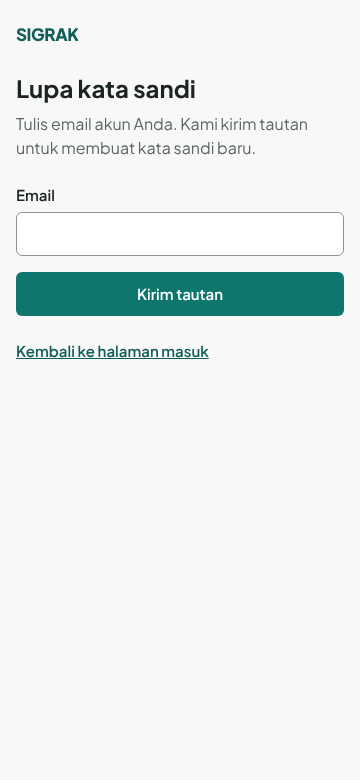 SIGRAK
Lupa kata sandi
Tulis email akun Anda. Kami kirim tautan
untuk membuat kata sandi baru.
Email
Kirim tautan
Kembali ke halaman masuk